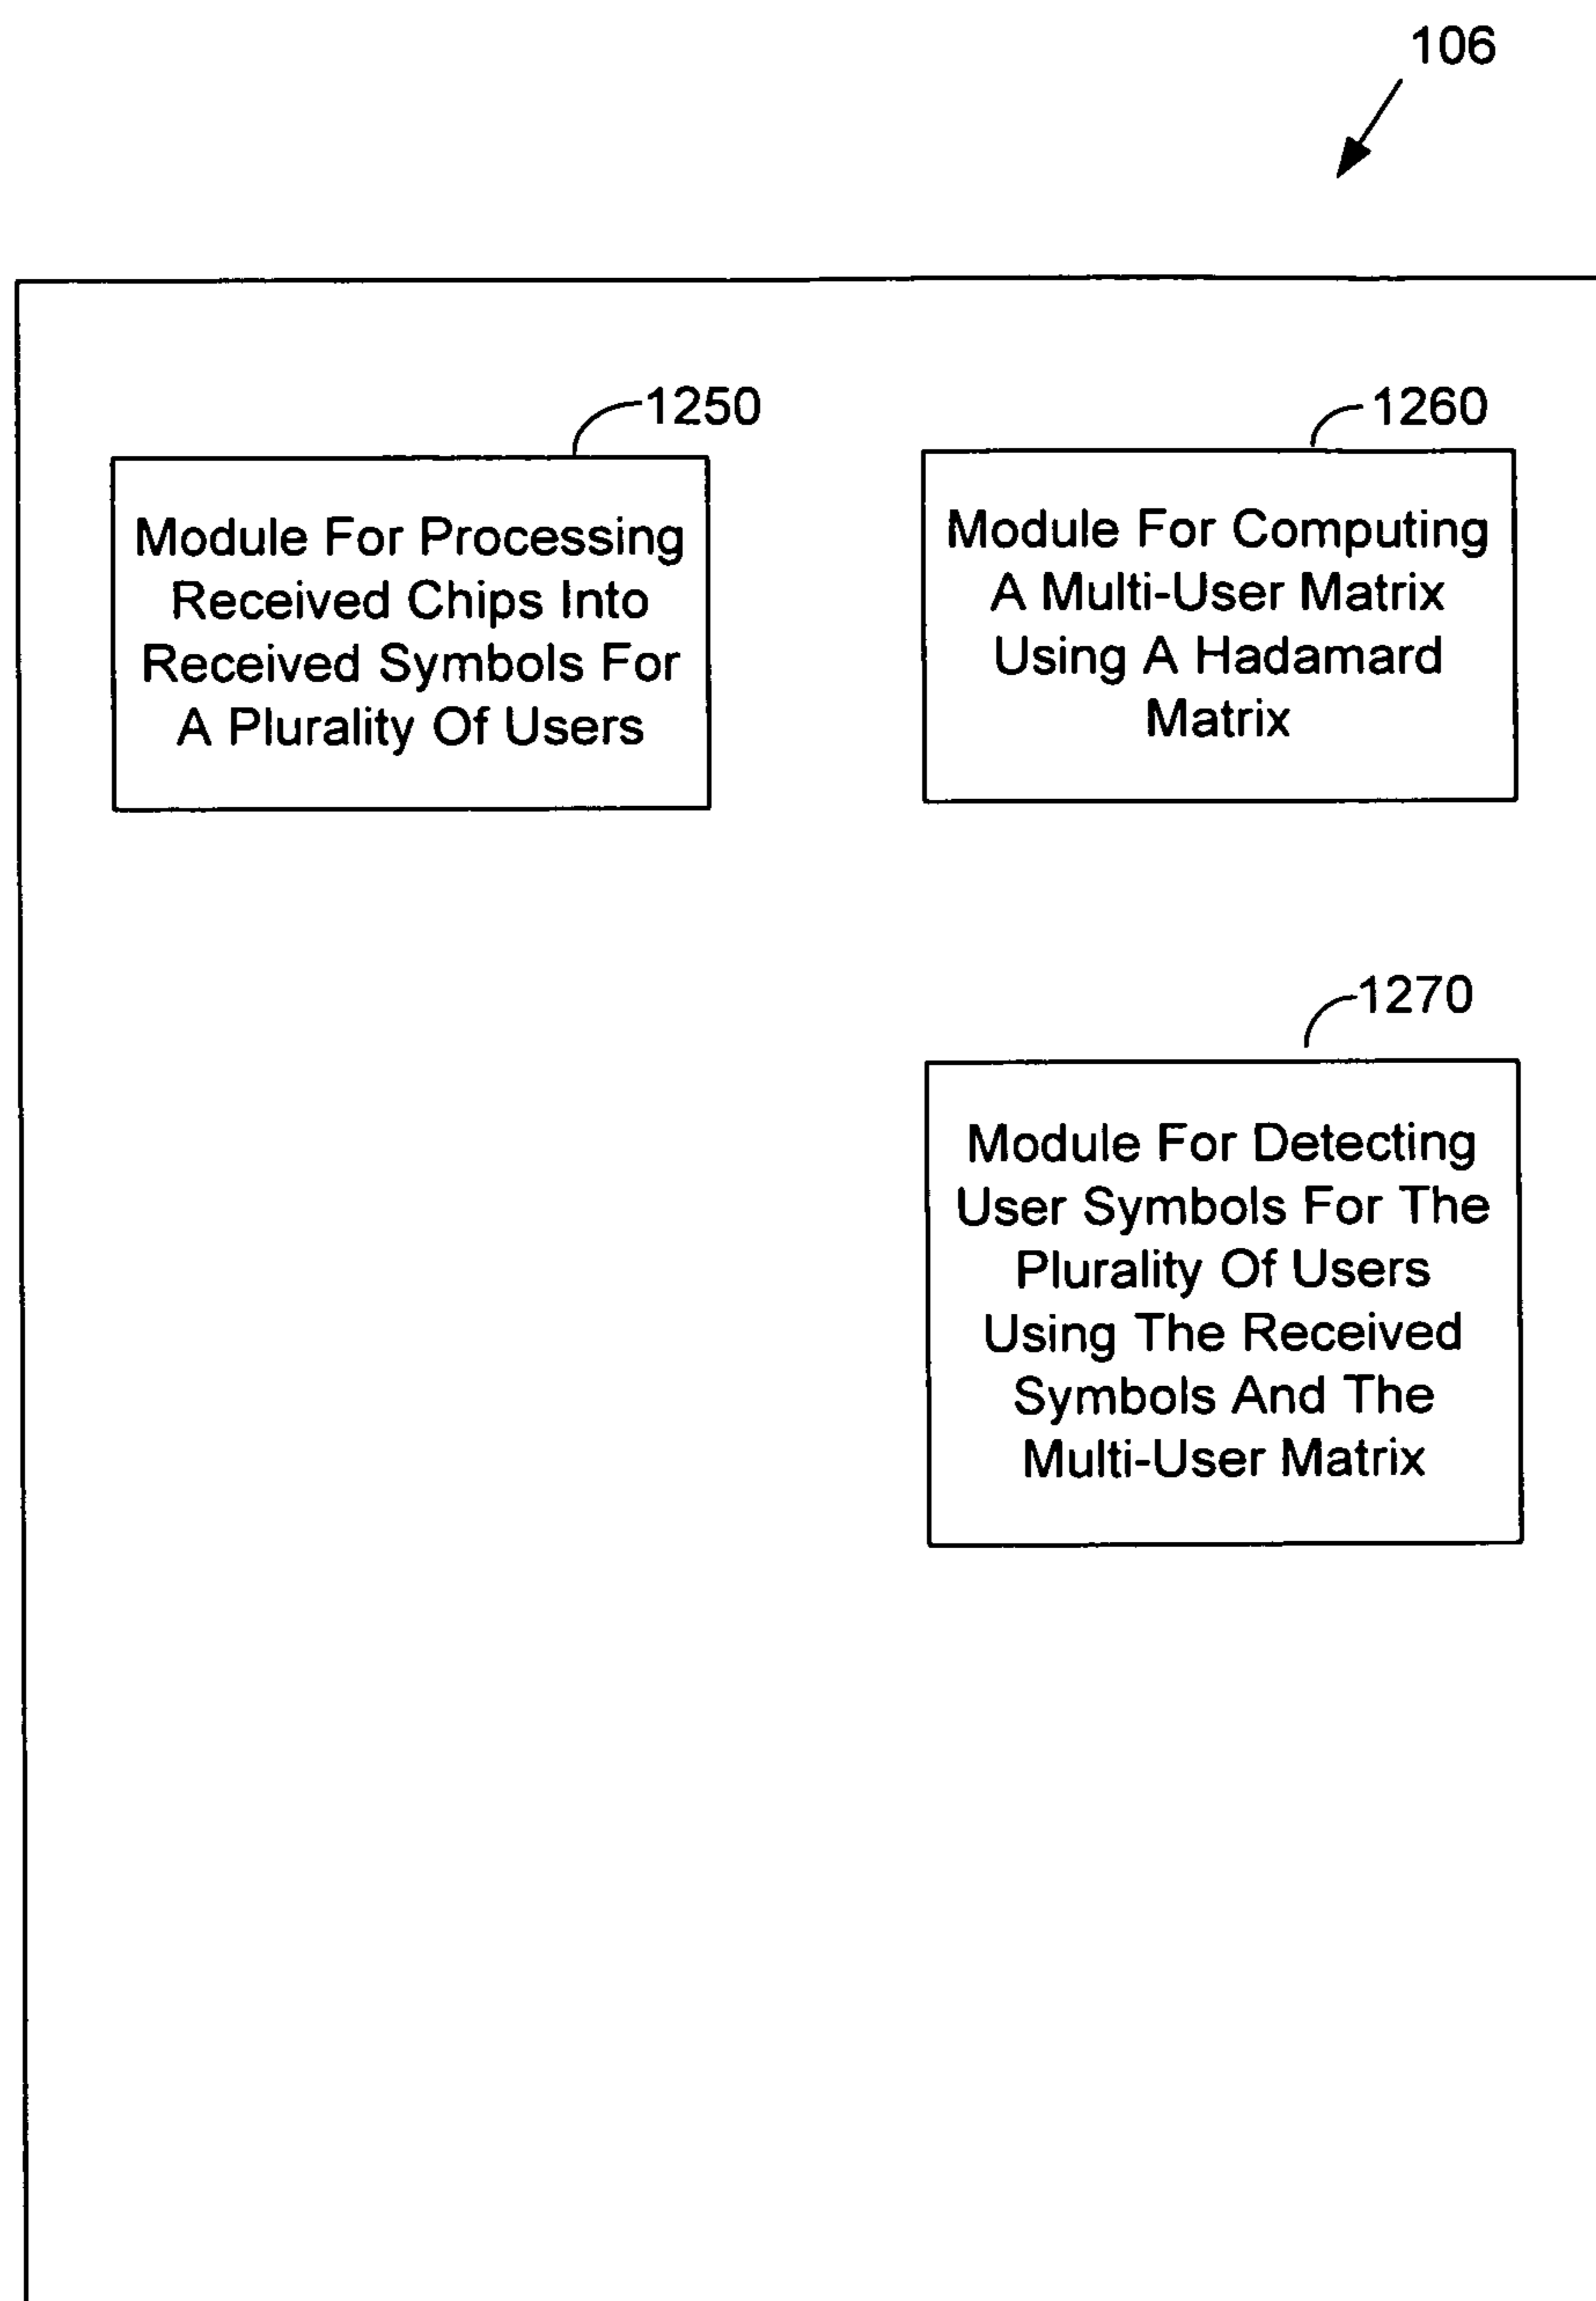 106
1250
Module For Processing
Received Chips Into
Received Symbols For
A Plurality Of Users
1260
Module For Computing
A Multi-User Matrix
Using A Hadamard
Matrix
1270
Module For Detecting
User Symbols For The
Plurality Of Users
Using The Received
Symbols And The
Multi-User Matrix